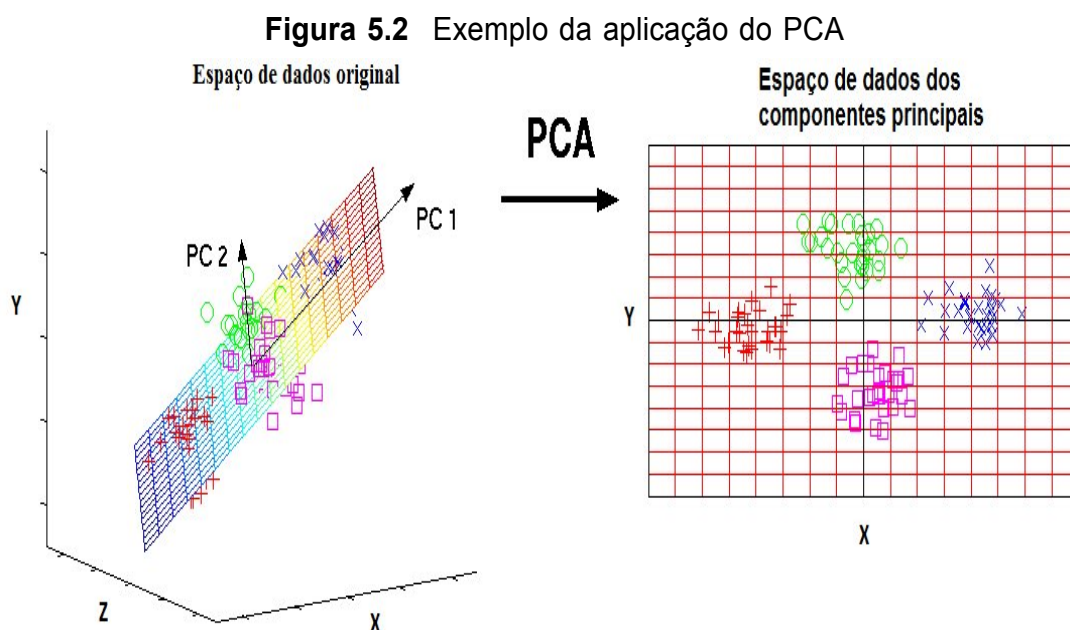 Figura 5.2 Exemplo da aplicação do PCA
Espaço de dados original
PCA
Espaço de dados dos
componentes principais
PC 1
PC 2
Y
Z
X
Y
X